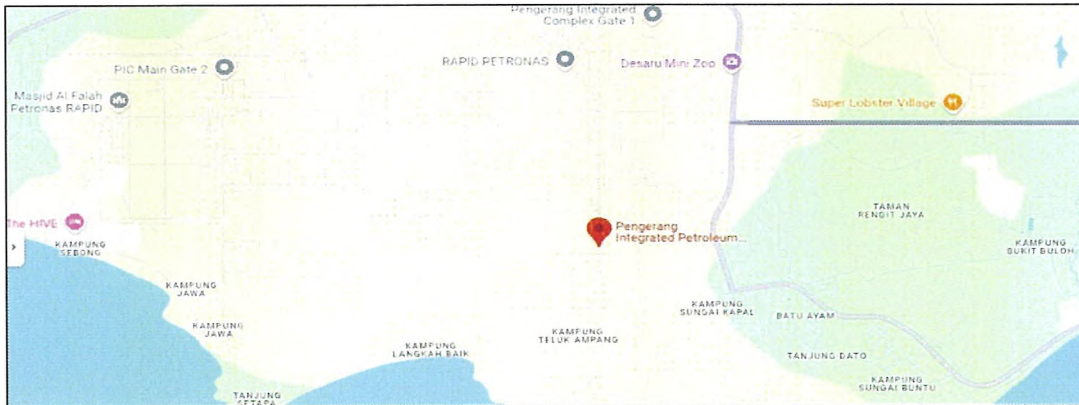 Pengerang Integrated
Complex Gate 1
PIC Main Gate 2
RAPID PETRONAS
Desaru Mini Zoo
Masjid Al Falah
Petronas RAPID
Super Lobster Village
TAMAN
RENGIT JAYA
The HIVE
Pengerang
Integrated Petroleum...
KAMPUNG
SEBONG
KAMPUNG
BUKIT BULOH
KAMPUNG
JAWA
KAMPUNG
SUNGAI KAPAL
BATU AYAM
KAMPUNG
JAWA
KAMPUNG
TELUK AMPANG
KAMPUNG
LANGKAH BAIK
TANJUNG DATO
KAMPUNG
SUNGAI BUNTU
TANJUNG
SETAPA